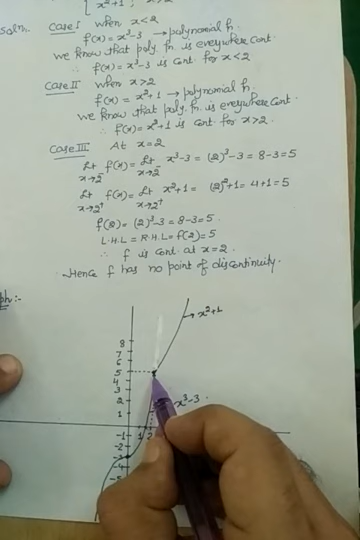 x²+1 ;
Soln. Case I when x<2
f(x) = x³-3 → polynomial fn.
we know that poly. fn. is everywhere cont.
∴ f(x) = x³-3 is cont. for x<2
Case II when x>2
f(x) = x²+1 → polynomial fn.
we know that poly. fn. is everywhere cont.
∴ f(x) = x²+1 is cont. for x>2.
Case III At x=2
Lt x→2⁻ f(x) = Lt x→2⁻ x³-3 = (2)³-3 = 8-3 = 5
Lt x→2⁺ f(x) = Lt x→2⁺ x²+1 = (2)²+1 = 4+1 = 5
f(2) = (2)³-3 = 8-3 = 5.
L.H.L = R.H.L = f(2) = 5
∴ f is cont. at x=2.
Hence f has no point of discontinuity.
ph:-
→ x²+1
8
7
6
5
4
3
2
x³-3
1
-1 1 2
-2
-3
-4
-5